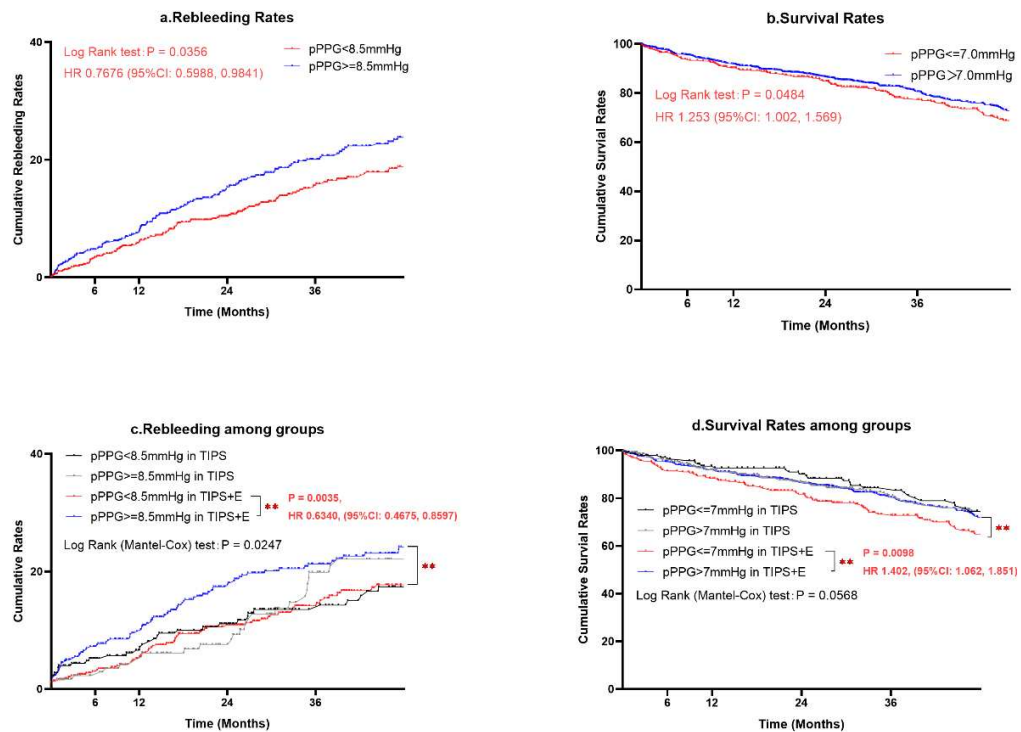 a.Rebleeding Rates
Cumulative Rebleeding Rates
40
20
0
Log Rank test: P = 0.0356
HR 0.7676 (95%CI: 0.5988, 0.9841)
pPPG<8.5mmHg
pPPG>=8.5mmHg
6 12 24 36
Time (Months)
b.Survival Rates
Cumulative Survial Rates
100
80
60
40
20
0
pPPG<=7.0mmHg
pPPG>7.0mmHg
Log Rank test: P = 0.0484
HR 1.253 (95%CI: 1.002, 1.569)
6 12 24 36
Time (Months)
c.Rebleeding among groups
Cumulative Rates
40
20
0
pPPG<8.5mmHg in TIPS
pPPG>=8.5mmHg in TIPS
pPPG<8.5mmHg in TIPS+E
pPPG>=8.5mmHg in TIPS+E
** P = 0.0035,
HR 0.6340, (95%CI: 0.4675, 0.8597)
Log Rank (Mantel-Cox) test: P = 0.0247
**
6 12 24 36
Time (Months)
d.Survival Rates among groups
Cumulative Survival Rates
100
80
60
40
20
0
pPPG<=7mmHg in TIPS
pPPG>7mmHg in TIPS
pPPG<=7mmHg in TIPS+E
pPPG>7mmHg in TIPS+E
** P = 0.0098
HR 1.402, (95%CI: 1.062, 1.851)
Log Rank (Mantel-Cox) test: P = 0.0568
**
6 12 24 36
Time (Months)